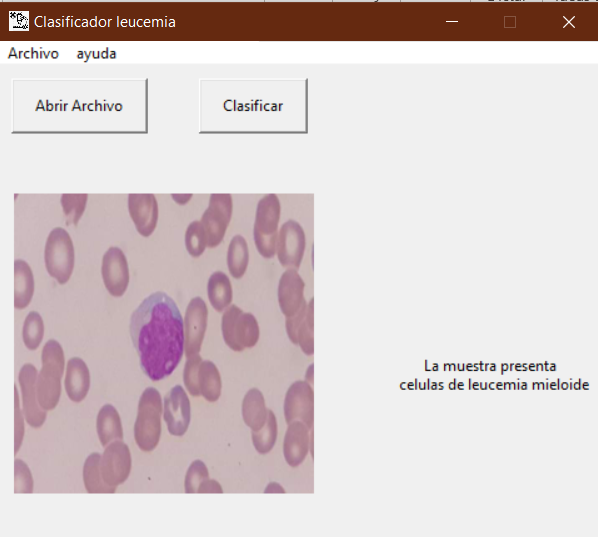 Clasificador leucemia
Archivo ayuda
Abrir Archivo Clasificar
La muestra presenta
celulas de leucemia mieloide